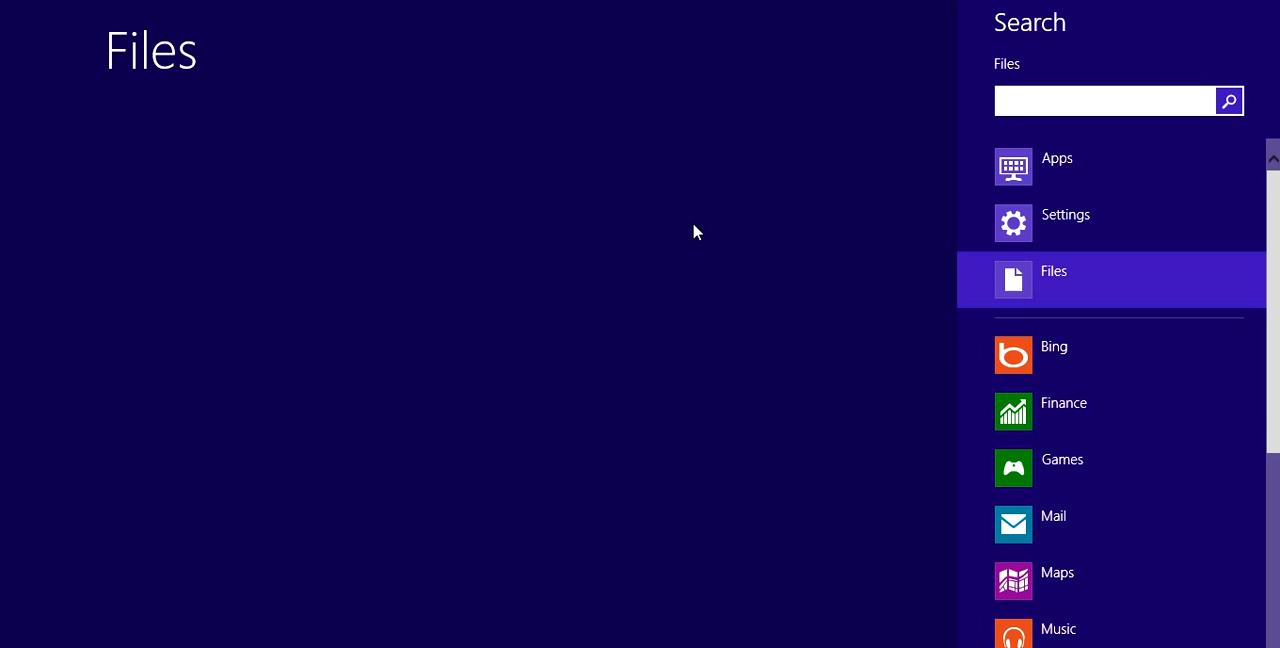 Files
Search
Files
Apps
Settings
Files
Bing
Finance
Games
Mail
Maps
Music